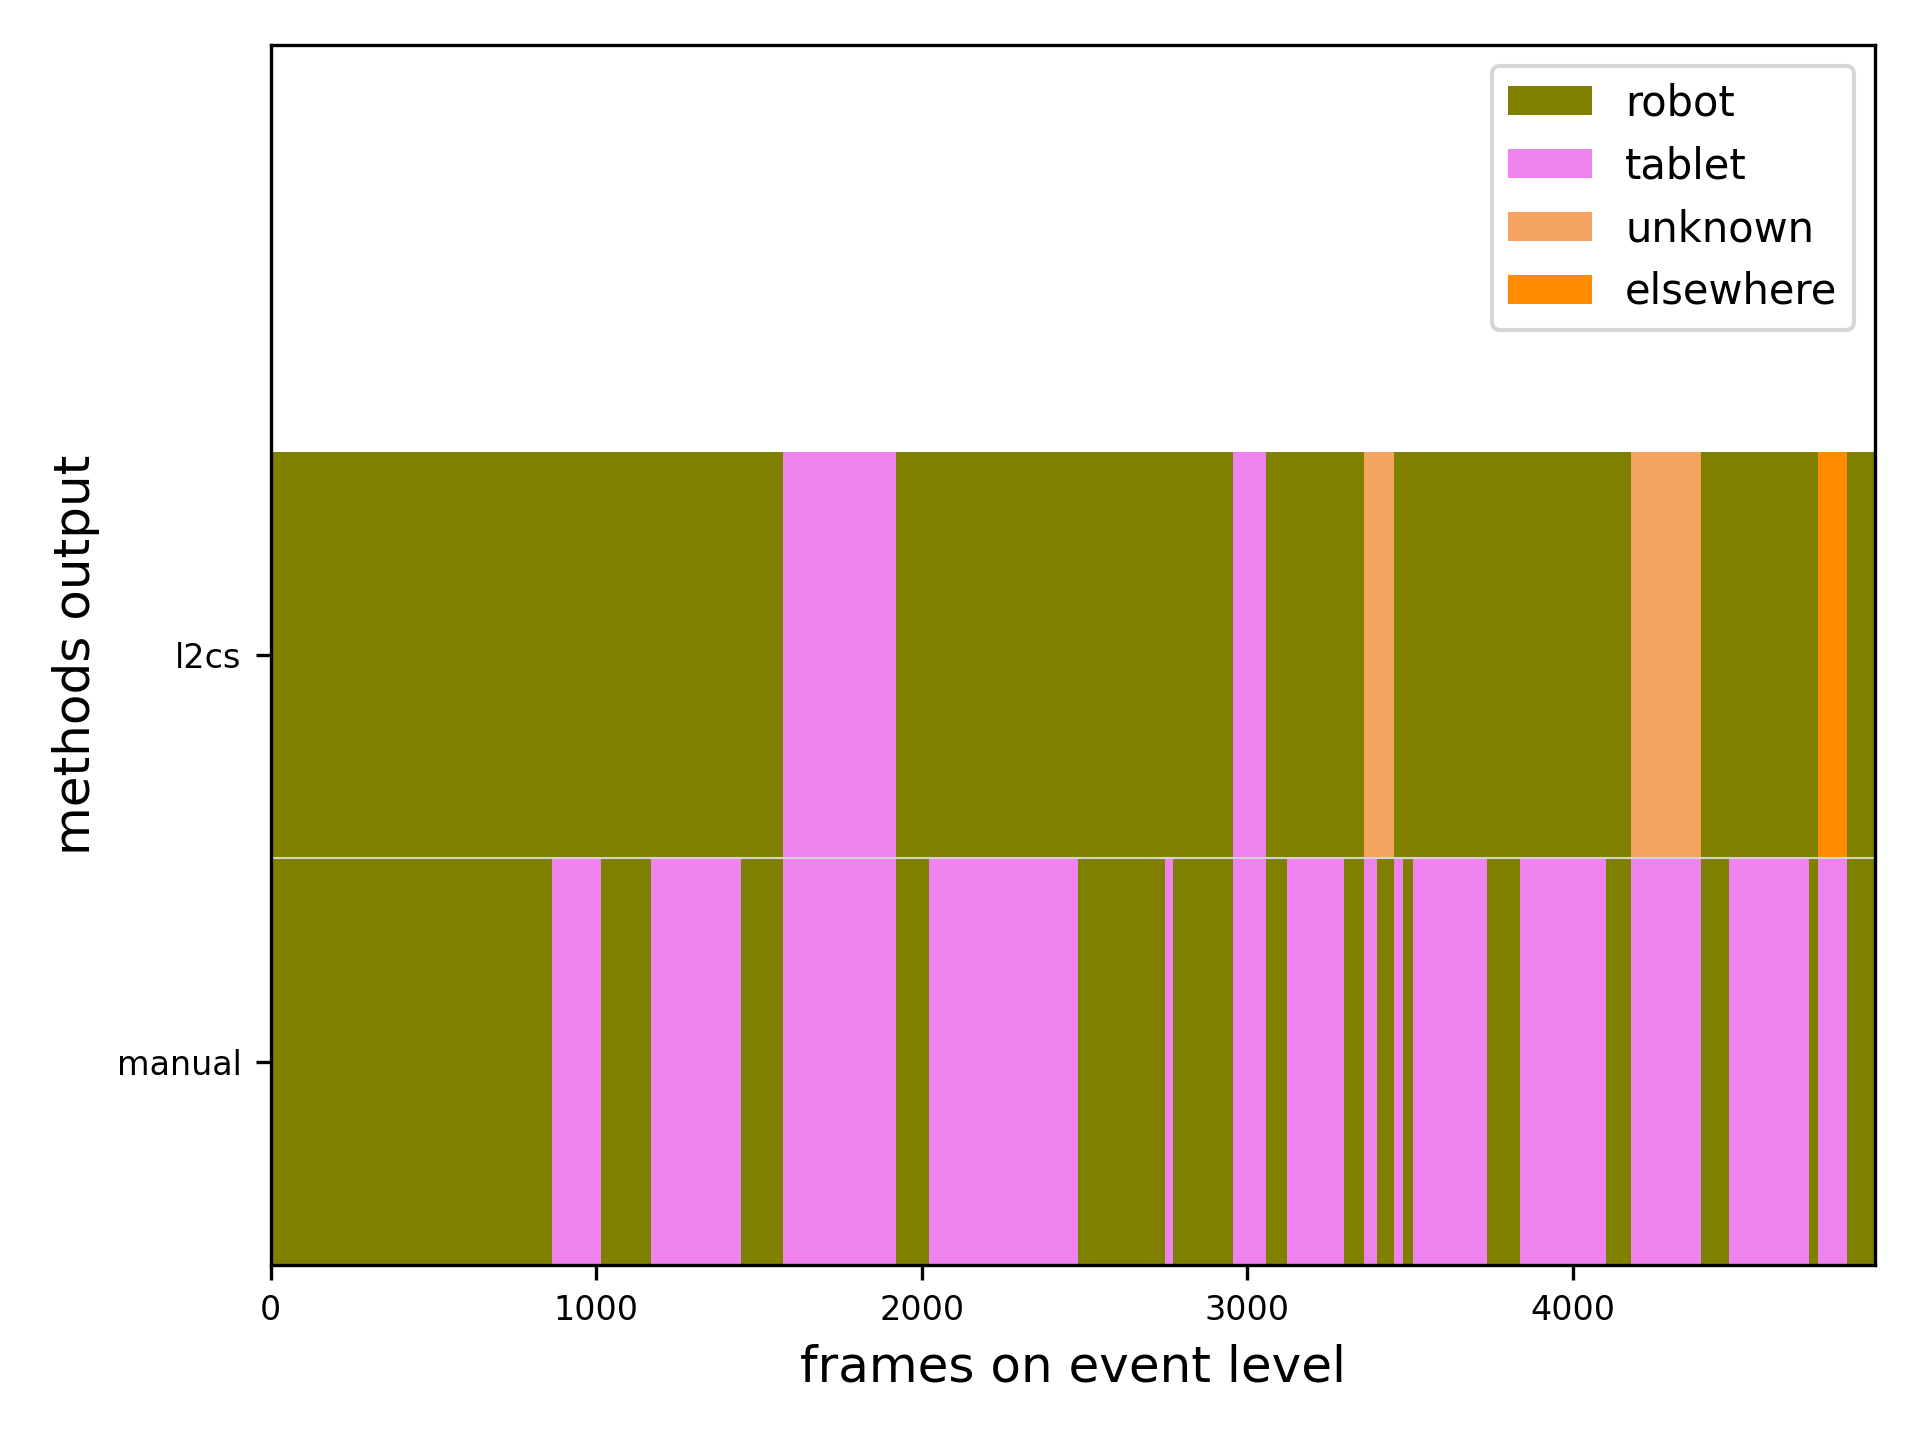 robot
tablet
unknown
elsewhere
methods output
l2cs
manual
0 1000 2000 3000 4000
frames on event level